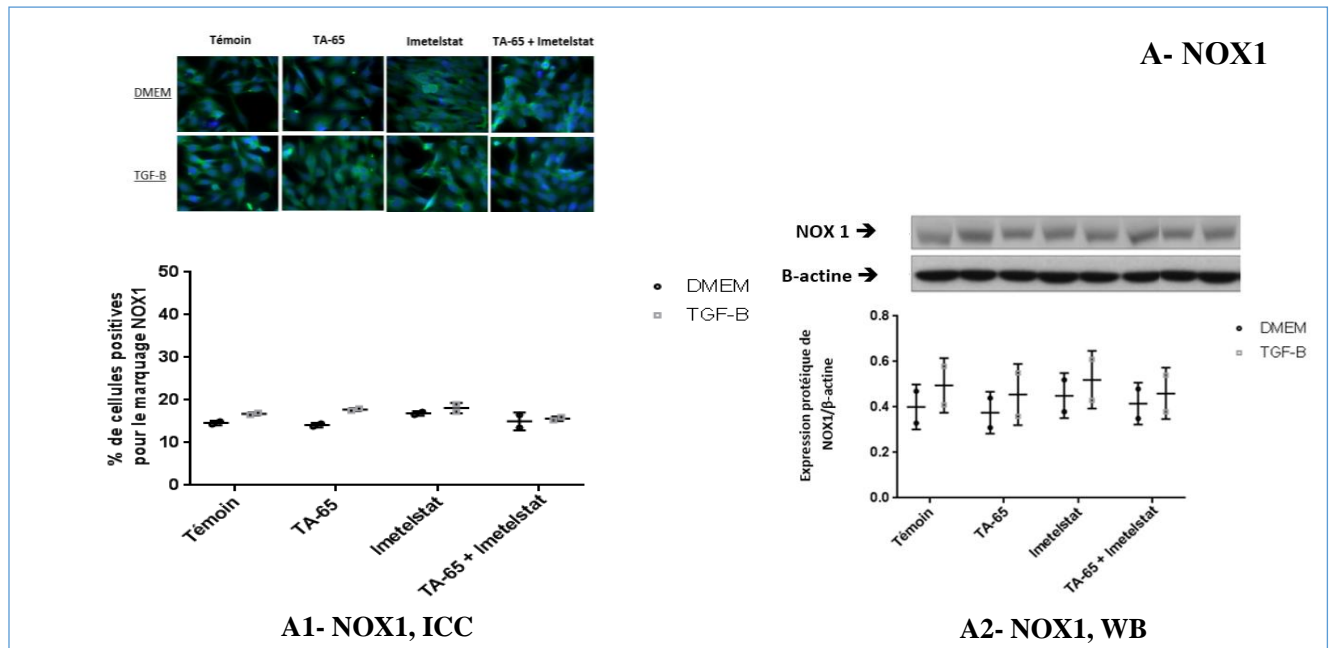 A- NOX1
Témoin TA-65 Imetelstat TA-65 + Imetelstat
DMEM
TGF-B
% de cellules positives
pour le marquage NOX1
50
40
30
20
10
0
DMEM
TGF-B
Témoin
TA-65
Imetelstat
TA-65 + Imetelstat
A1- NOX1, ICC
NOX 1 →
B-actine →
Expression protéique de
NOX1/β-actine
0.8
0.6
0.4
0.2
0.0
DMEM
TGF-B
Témoin
TA-65
Imetelstat
TA-65 + Imetelstat
A2- NOX1, WB